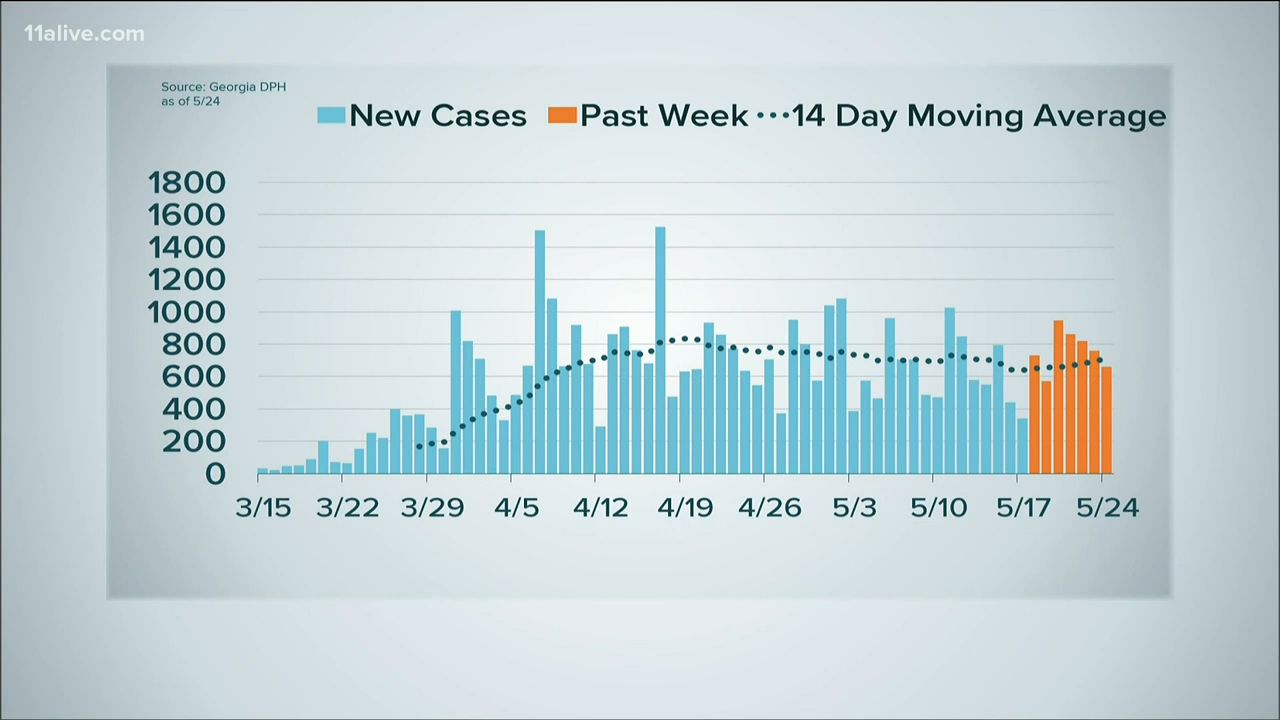 11alive.com
Source: Georgia DPH
as of 5/24
New Cases Past Week 14 Day Moving Average
1800
1600
1400
1200
1000
800
600
400
200
0
3/15 3/22 3/29 4/5 4/12 4/19 4/26 5/3 5/10 5/17 5/24